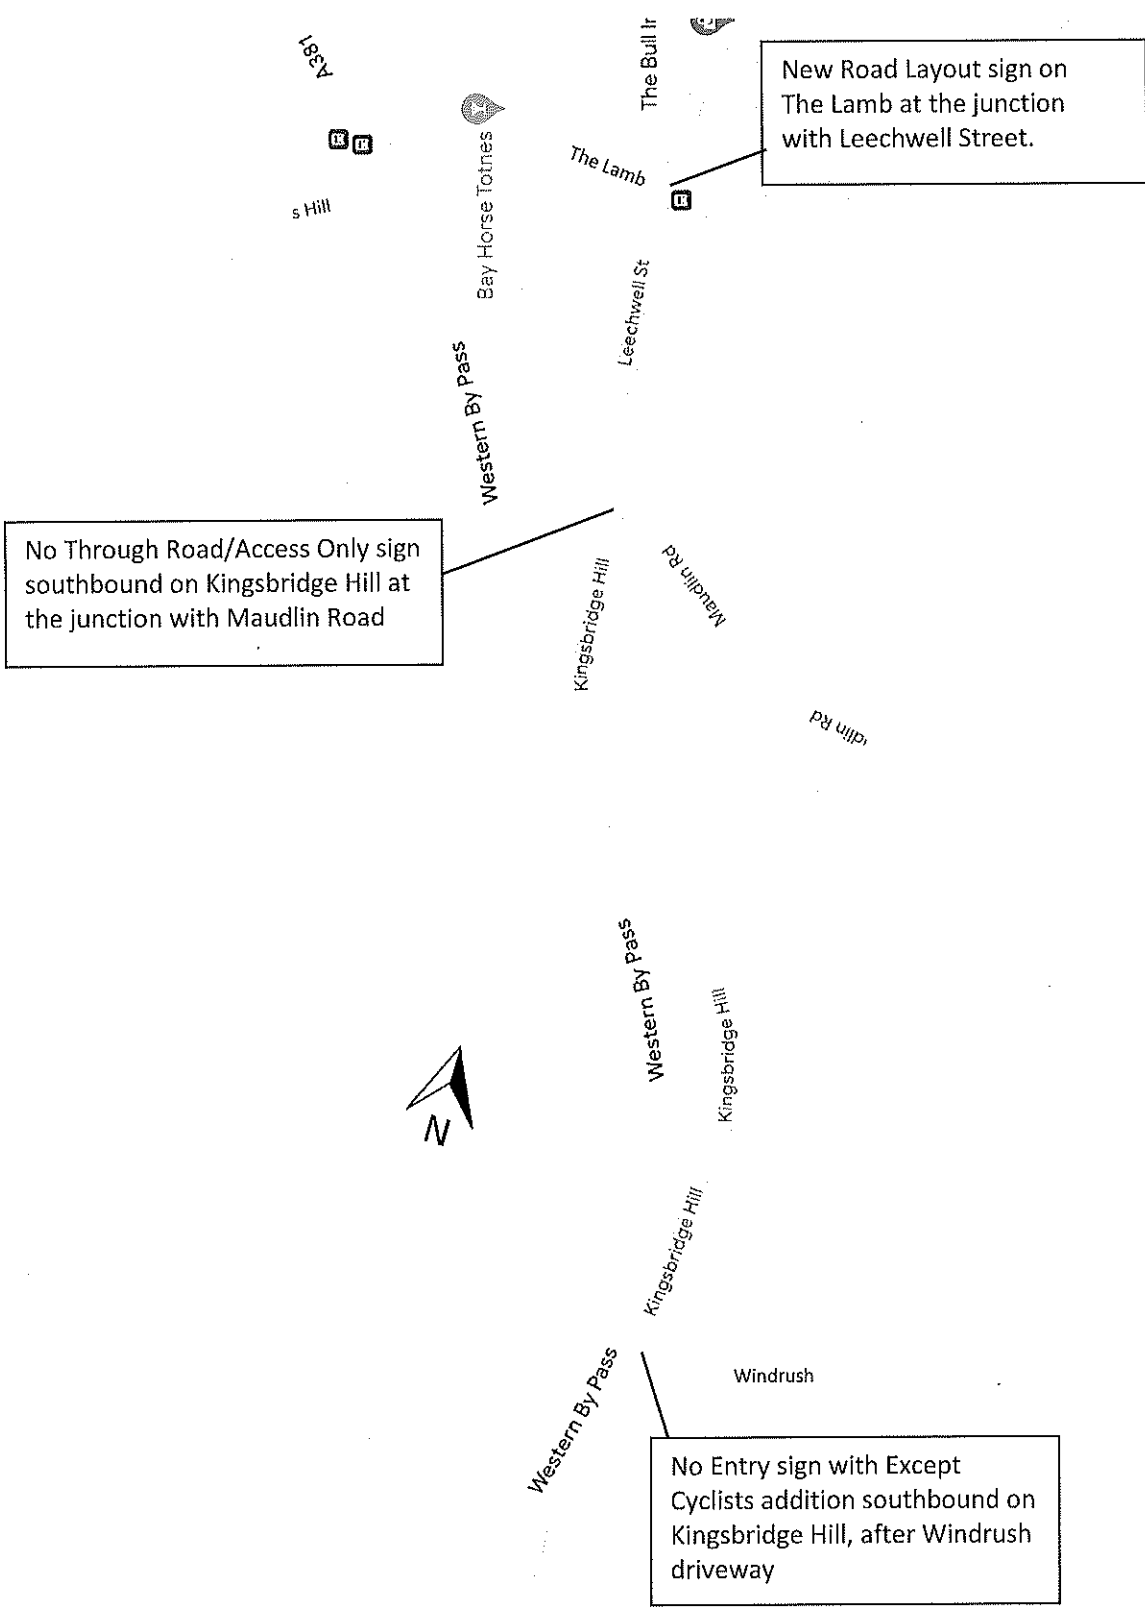 A381
The Bull Ir
New Road Layout sign on
The Lamb at the junction
with Leechwell Street.
Bay Horse Totnes
The Lamb
s Hill
Leechwell St
Western By Pass
No Through Road/Access Only sign
southbound on Kingsbridge Hill at
the junction with Maudlin Road
Kingsbridge Hill
Maudlin Rd
dlin Rd
Western By Pass
Kingsbridge Hill
N
Kingsbridge Hill
Western By Pass
Windrush
No Entry sign with Except
Cyclists addition southbound on
Kingsbridge Hill, after Windrush
driveway